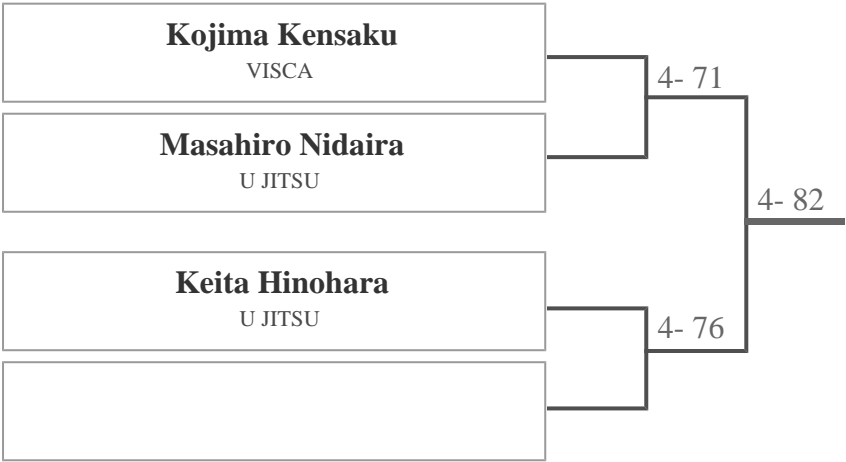 Kojima Kensaku
VISCA
4- 71
Masahiro Nidaira
U JITSU
4- 82
Keita Hinohara
U JITSU
4- 76